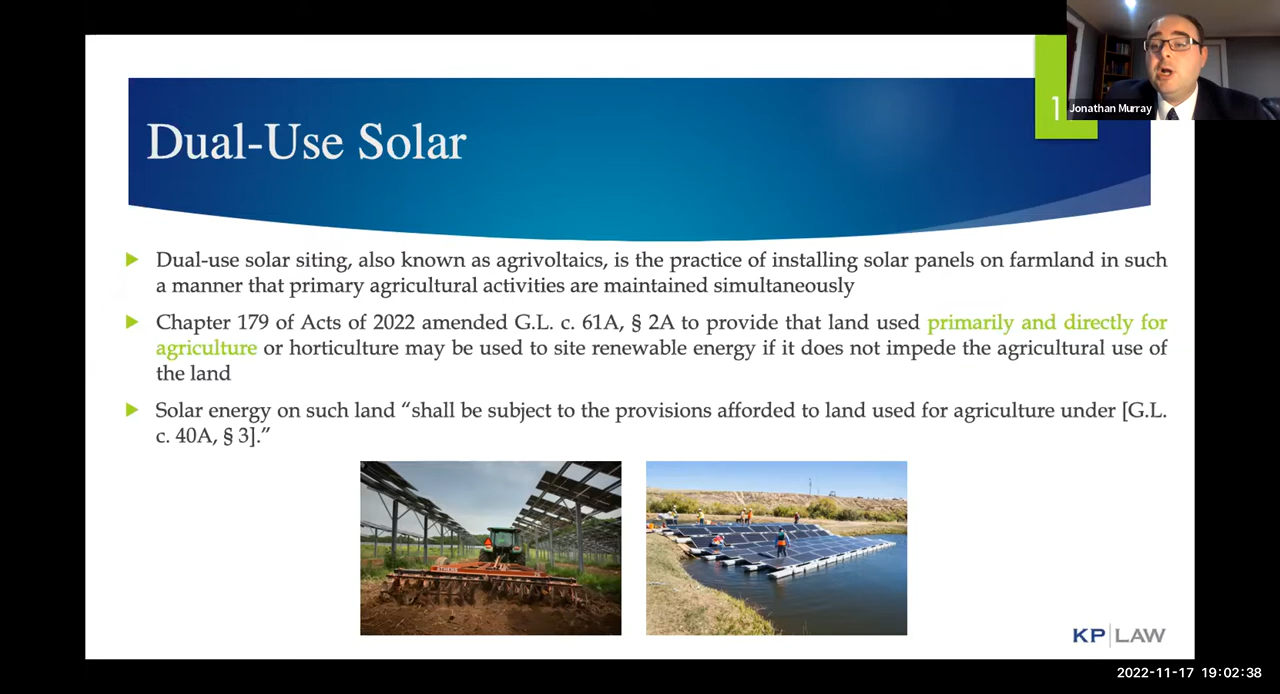 1
Jonathan Murray
Dual-Use Solar
Dual-use solar siting, also known as agrivoltaics, is the practice of installing solar panels on farmland in such
a manner that primary agricultural activities are maintained simultaneously
Chapter 179 of Acts of 2022 amended G.L. c. 61A, § 2A to provide that land used primarily and directly for
agriculture or horticulture may be used to site renewable energy if it does not impede the agricultural use of
the land
Solar energy on such land “shall be subject to the provisions afforded to land used for agriculture under [G.L.
c. 40A, § 3].”
KP|LAW
2022-11-17 19:02:38